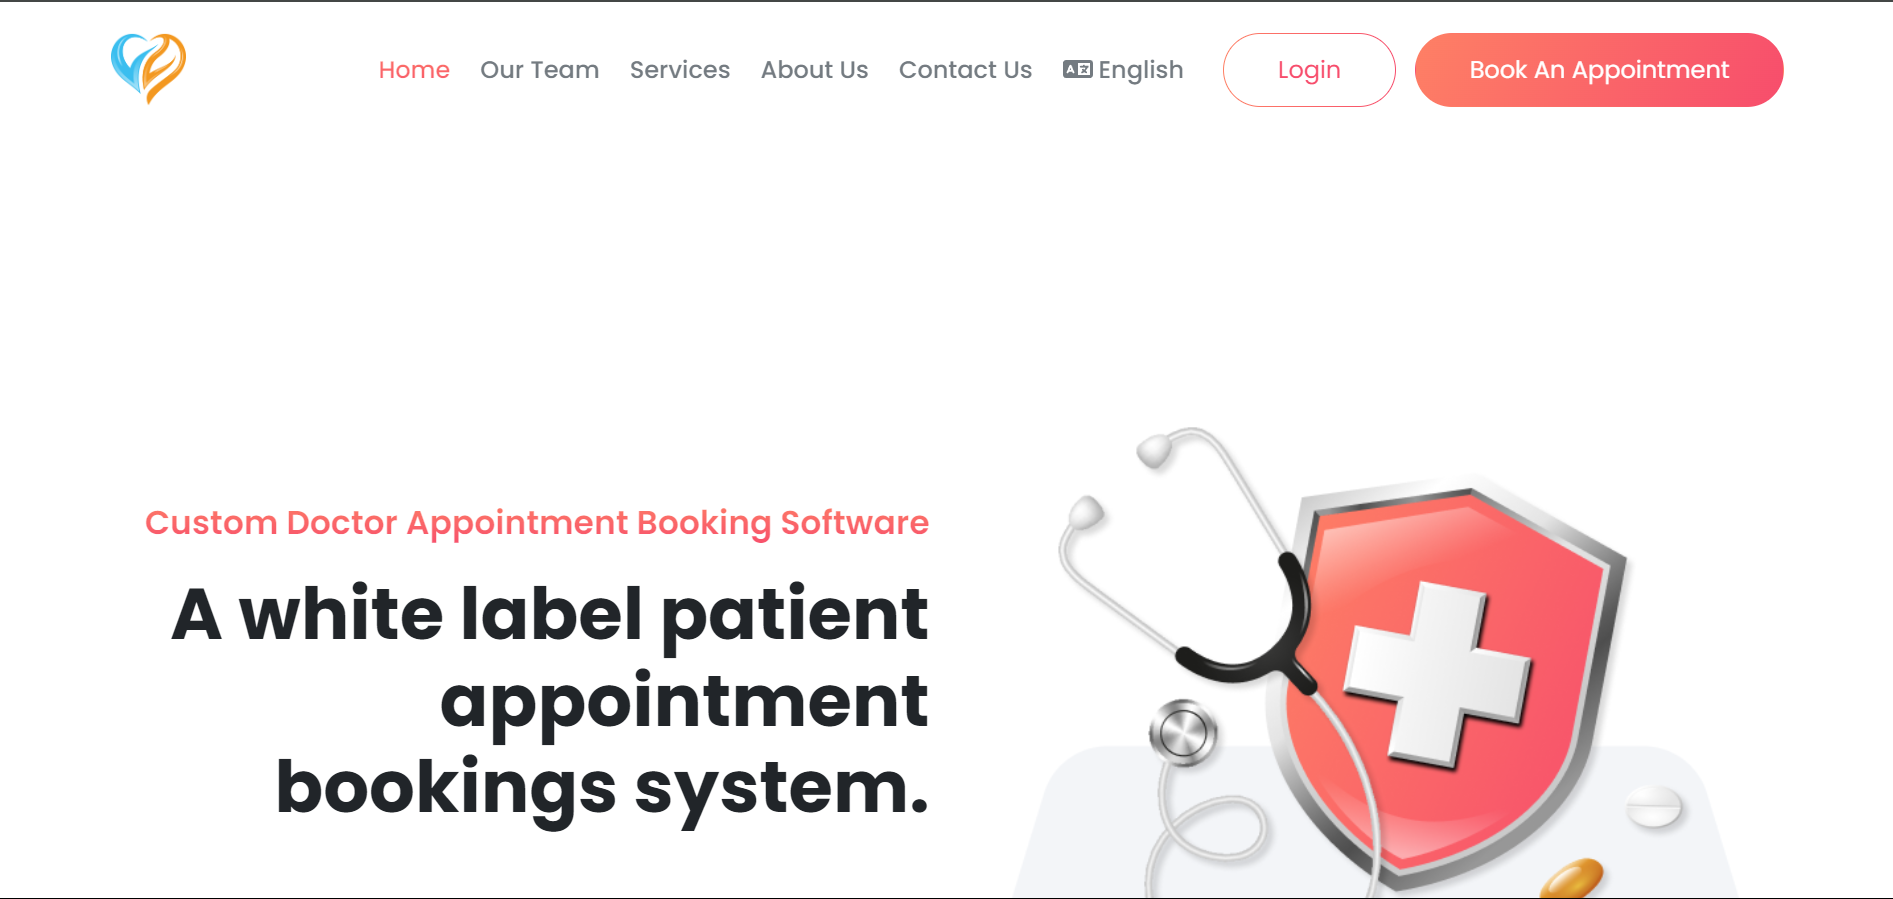 Home Our Team Services About Us Contact Us English Login Book An Appointment
Custom Doctor Appointment Booking Software
A white label patient
appointment
bookings system.